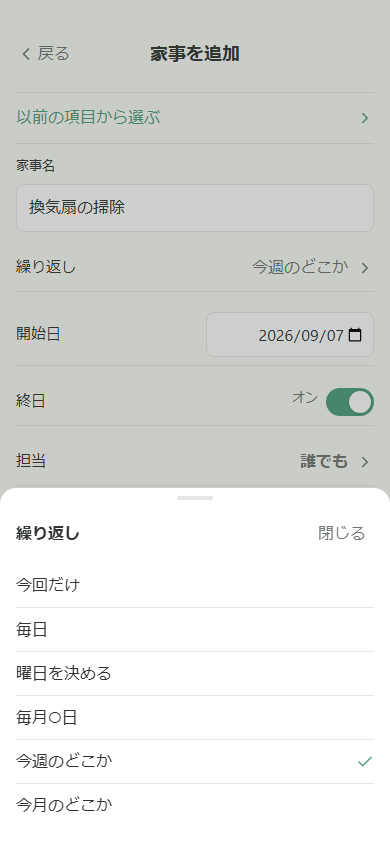 戻る
家事を追加
以前の項目から選ぶ
家事名
換気扇の掃除
繰り返し
今週のどこか
開始日
2026/09/07
終日
オン
担当
誰でも
繰り返し
閉じる
今回だけ
毎日
曜日を決める
毎月○日
今週のどこか
今月のどこか